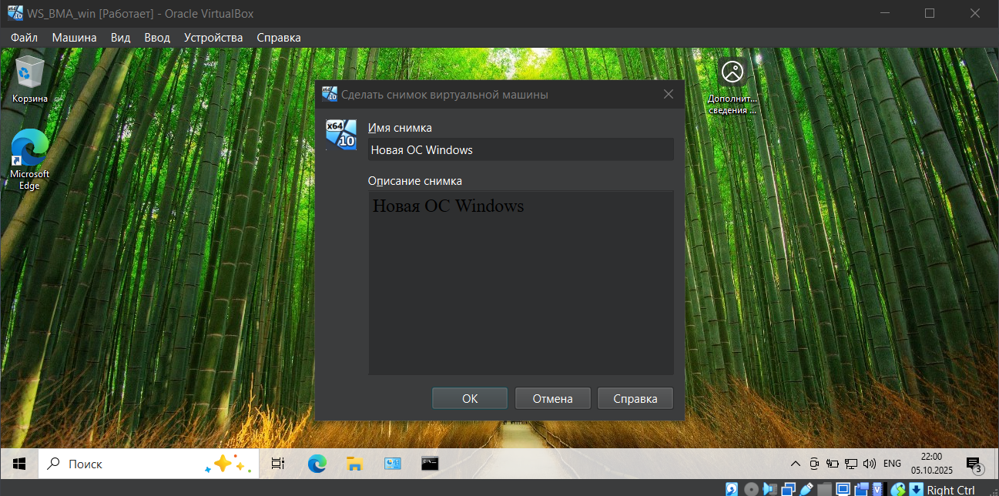 WS_BMA_win [Работает] - Oracle VirtualBox
Файл Машина Вид Ввод Устройства Справка
Корзина
Microsoft
Edge
Дополнит...
сведения ...
Сделать снимок виртуальной машины
x64
10
Имя снимка
Новая ОС Windows
Описание снимка
Новая ОС Windows
ОК Отмена Справка
Поиск
ENG
22:00
05.10.2025
3
Right Ctrl